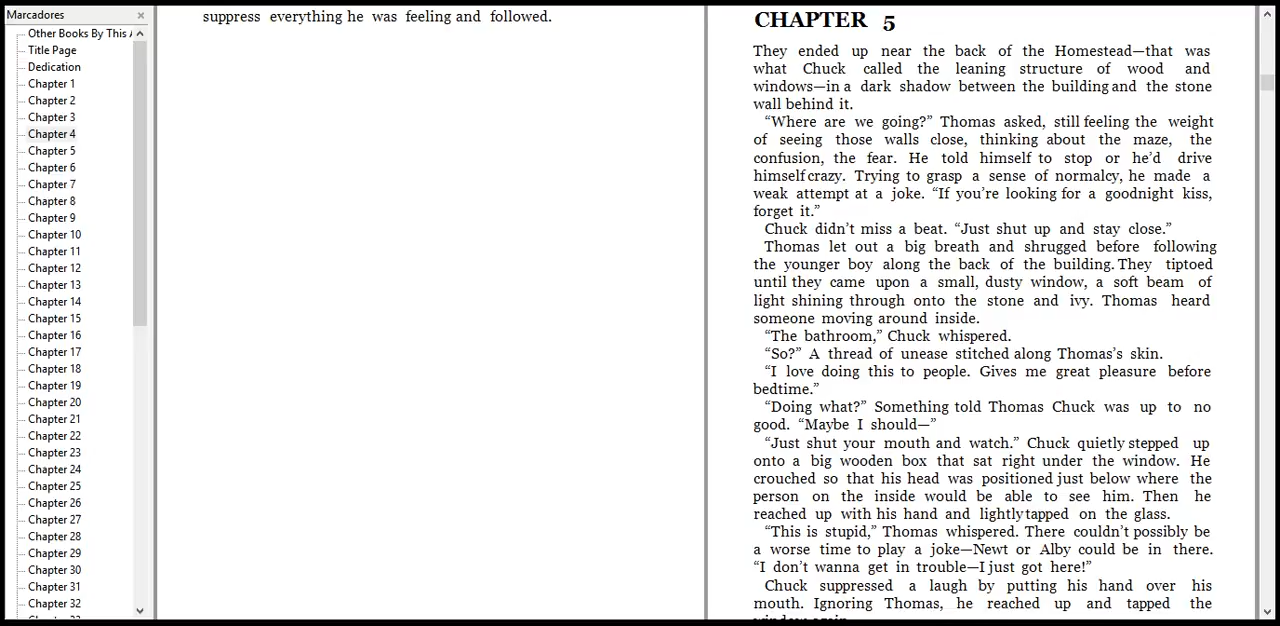 Marcadores
Other Books By This A
Title Page
Dedication
Chapter 1
Chapter 2
Chapter 3
Chapter 4
Chapter 5
Chapter 6
Chapter 7
Chapter 8
Chapter 9
Chapter 10
Chapter 11
Chapter 12
Chapter 13
Chapter 14
Chapter 15
Chapter 16
Chapter 17
Chapter 18
Chapter 19
Chapter 20
Chapter 21
Chapter 22
Chapter 23
Chapter 24
Chapter 25
Chapter 26
Chapter 27
Chapter 28
Chapter 29
Chapter 30
Chapter 31
Chapter 32
suppress everything he was feeling and followed.
CHAPTER 5
They ended up near the back of the Homestead—that was
what Chuck called the leaning structure of wood and
windows—in a dark shadow between the building and the stone
wall behind it.
“Where are we going?” Thomas asked, still feeling the weight
of seeing those walls close, thinking about the maze, the
confusion, the fear. He told himself to stop or he’d drive
himself crazy. Trying to grasp a sense of normalcy, he made a
weak attempt at a joke. “If you’re looking for a goodnight kiss,
forget it.”
Chuck didn’t miss a beat. “Just shut up and stay close.”
Thomas let out a big breath and shrugged before following
the younger boy along the back of the building. They tiptoed
until they came upon a small, dusty window, a soft beam of
light shining through onto the stone and ivy. Thomas heard
someone moving around inside.
“The bathroom,” Chuck whispered.
“So?” A thread of unease stitched along Thomas’s skin.
“I love doing this to people. Gives me great pleasure before
bedtime.”
“Doing what?” Something told Thomas Chuck was up to no
good. “Maybe I should—”
“Just shut your mouth and watch.” Chuck quietly stepped up
onto a big wooden box that sat right under the window. He
crouched so that his head was positioned just below where the
person on the inside would be able to see him. Then he
reached up with his hand and lightly tapped on the glass.
“This is stupid,” Thomas whispered. There couldn’t possibly be
a worse time to play a joke—Newt or Alby could be in there.
“I don’t wanna get in trouble—I just got here!”
Chuck suppressed a laugh by putting his hand over his
mouth. Ignoring Thomas, he reached up and tapped the